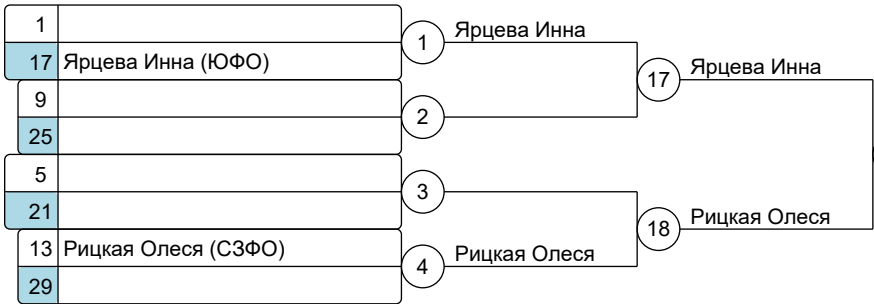 1
17 Ярцева Инна (ЮФО)
1 Ярцева Инна
9
25
2
17 Ярцева Инна
5
21
3
13 Рицкая Олеся (СЗФО)
29
4 Рицкая Олеся
18 Рицкая Олеся